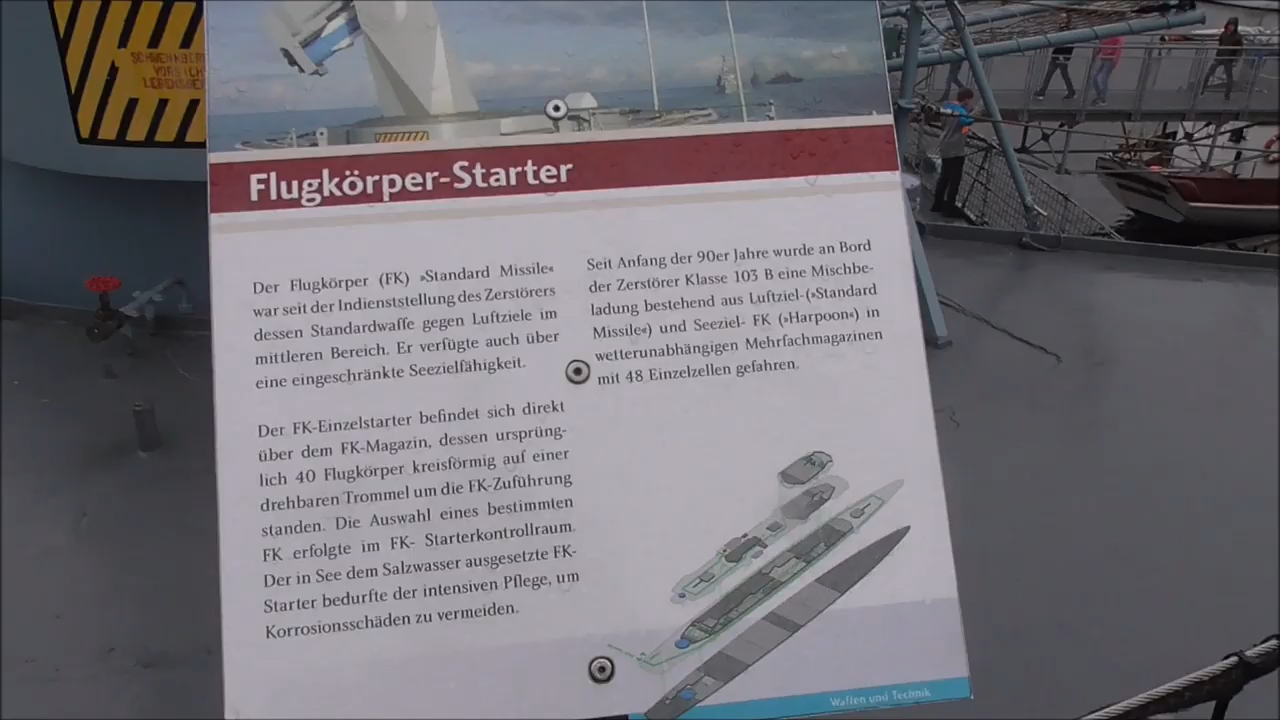 SCHWENKBER
VORSICH
LEBENSGE
Flugkörper-Starter
Der Flugkörper (FK) »Standard Missile«
war seit der Indienststellung des Zerstörers
dessen Standardwaffe gegen Luftziele im
mittleren Bereich. Er verfügte auch über
eine eingeschränkte Seezielfähigkeit.
Der FK-Einzelstarter befindet sich direkt
über dem FK-Magazin, dessen ursprüng-
lich 40 Flugkörper kreisförmig auf einer
drehbaren Trommel um die FK-Zuführung
standen. Die Auswahl eines bestimmten
FK erfolgte im FK- Starterkontrollraum.
Der in See dem Salzwasser ausgesetzte FK-
Starter bedurfte der intensiven Pflege, um
Korrosionsschäden zu vermeiden.
Seit Anfang der 90er Jahre wurde an Bord
der Zerstörer Klasse 103 B eine Mischbe-
ladung bestehend aus Luftziel-(»Standard
Missile«) und Seeziel- FK (»Harpoon«) in
wetterunabhängigen Mehrfachmagazinen
mit 48 Einzelzellen gefahren.
Waffen und Technik